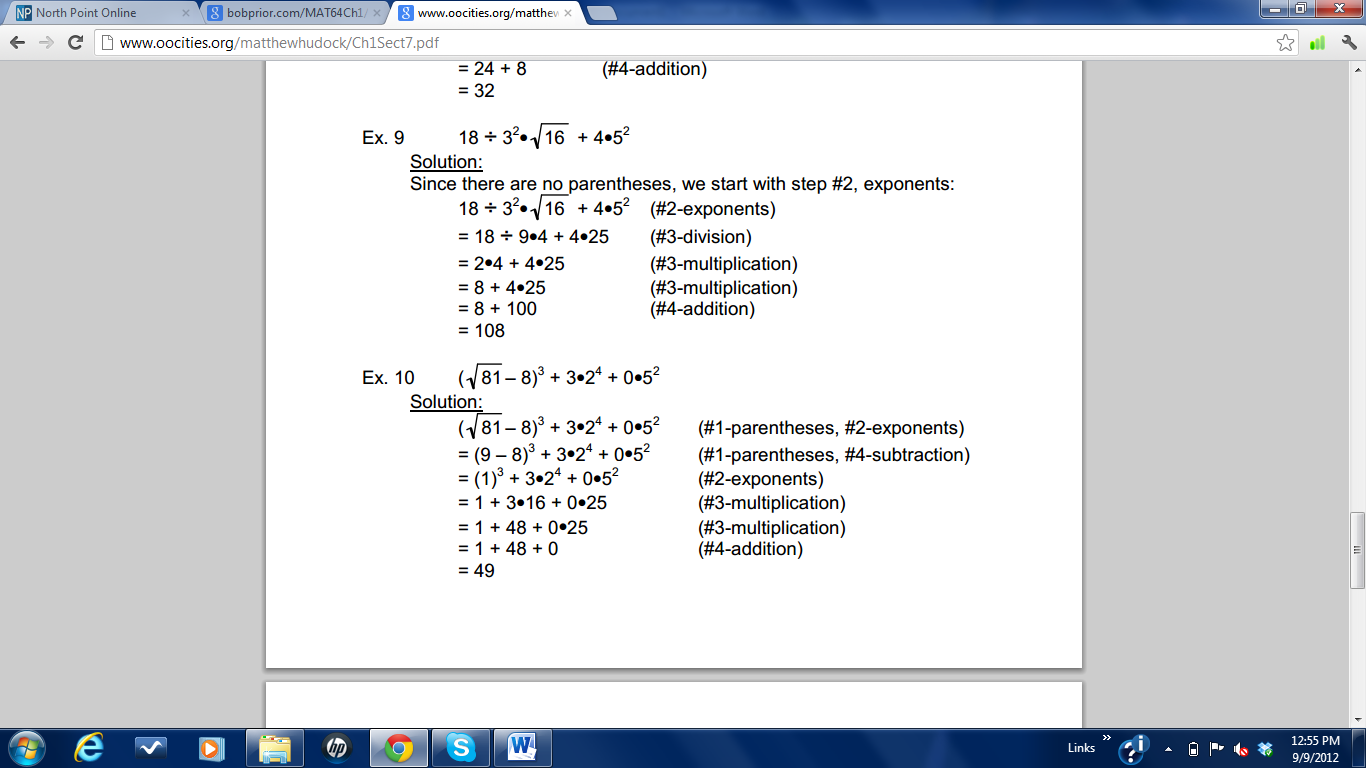 North Point Online
bobprior.com/MAT64Ch1/
www.oocities.org/matthew
www.oocities.org/matthewhudock/Ch1Sect7.pdf
= 24 + 8 (#4-addition)
= 32
Ex. 9 18 ÷ 3²•√16 + 4•5²
Solution:
Since there are no parentheses, we start with step #2, exponents:
18 ÷ 3²•√16 + 4•5² (#2-exponents)
= 18 ÷ 9•4 + 4•25 (#3-division)
= 2•4 + 4•25 (#3-multiplication)
= 8 + 4•25 (#3-multiplication)
= 8 + 100 (#4-addition)
= 108
Ex. 10 (√81 – 8)³ + 3•2⁴ + 0•5²
Solution:
(√81 – 8)³ + 3•2⁴ + 0•5² (#1-parentheses, #2-exponents)
= (9 – 8)³ + 3•2⁴ + 0•5² (#1-parentheses, #4-subtraction)
= (1)³ + 3•2⁴ + 0•5² (#2-exponents)
= 1 + 3•16 + 0•25 (#3-multiplication)
= 1 + 48 + 0•25 (#3-multiplication)
= 1 + 48 + 0 (#4-addition)
= 49
Links
12:55 PM
9/9/2012